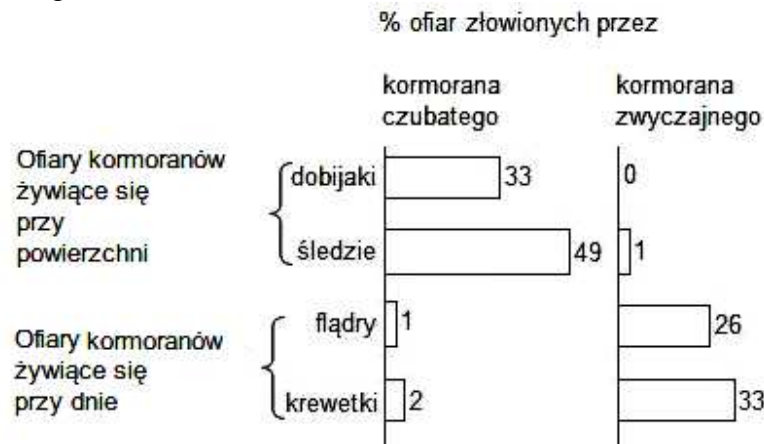 % ofiar złowionych przez
kormorana
czubatego
kormorana
zwyczajnego
Ofiary kormoranów
żywiące się
przy
powierzchni
dobijaki 33 0
śledzie 49 1
Ofiary kormoranów
żywiące się
przy dnie
flądry 1 26
krewetki 2 33